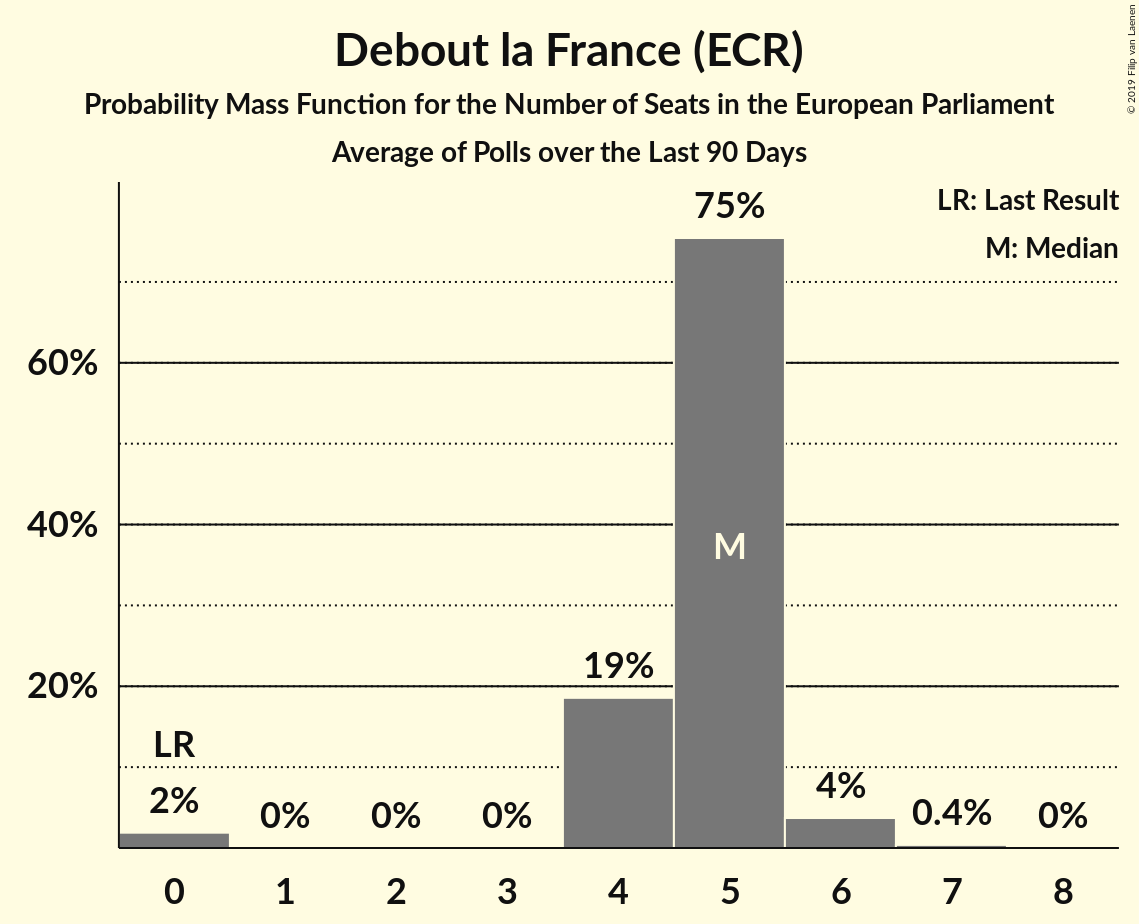 Debout la France (ECR)
Probability Mass Function for the Number of Seats in the European Parliament
Average of Polls over the Last 90 Days
© 2019 Filip van Laenen
LR: Last Result
M: Median
75%
60%
40%
M
19%
20%
LR
2%
0%
0%
0%
4%
0.4%
0%
0
1
2
3
4
5
6
7
8